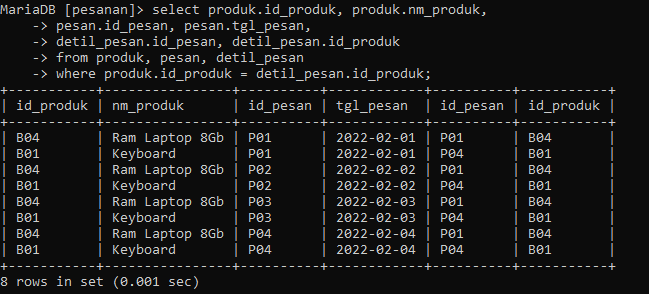 MariaDB [pesanan]> select produk.id_produk, produk.nm_produk,
    -> pesan.id_pesan, pesan.tgl_pesan,
    -> detil_pesan.id_pesan, detil_pesan.id_produk
    -> from produk, pesan, detil_pesan
    -> where produk.id_produk = detil_pesan.id_produk;
+-----------+----------------+----------+------------+----------+-----------+
| id_produk | nm_produk      | id_pesan | tgl_pesan  | id_pesan | id_produk |
+-----------+----------------+----------+------------+----------+-----------+
| B04       | Ram Laptop 8Gb | P01      | 2022-02-01 | P01      | B04       |
| B01       | Keyboard       | P01      | 2022-02-01 | P04      | B01       |
| B04       | Ram Laptop 8Gb | P02      | 2022-02-02 | P01      | B04       |
| B01       | Keyboard       | P02      | 2022-02-02 | P04      | B01       |
| B04       | Ram Laptop 8Gb | P03      | 2022-02-03 | P01      | B04       |
| B01       | Keyboard       | P03      | 2022-02-03 | P04      | B01       |
| B04       | Ram Laptop 8Gb | P04      | 2022-02-04 | P01      | B04       |
| B01       | Keyboard       | P04      | 2022-02-04 | P04      | B01       |
+-----------+----------------+----------+------------+----------+-----------+
8 rows in set (0.001 sec)